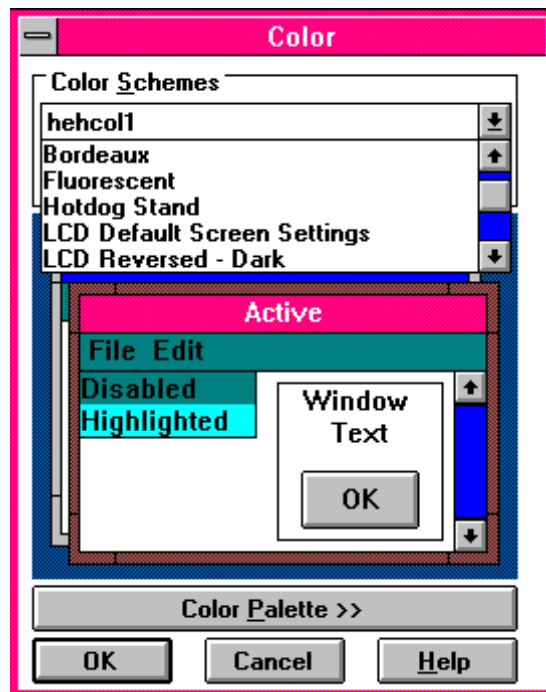 Color
Color Schemes
hehcol1
Bordeaux
Fluorescent
Hotdog Stand
LCD Default Screen Settings
LCD Reversed - Dark
Active
File Edit
Disabled
Highlighted
Window
Text
OK
Color Palette >>
OK Cancel Help